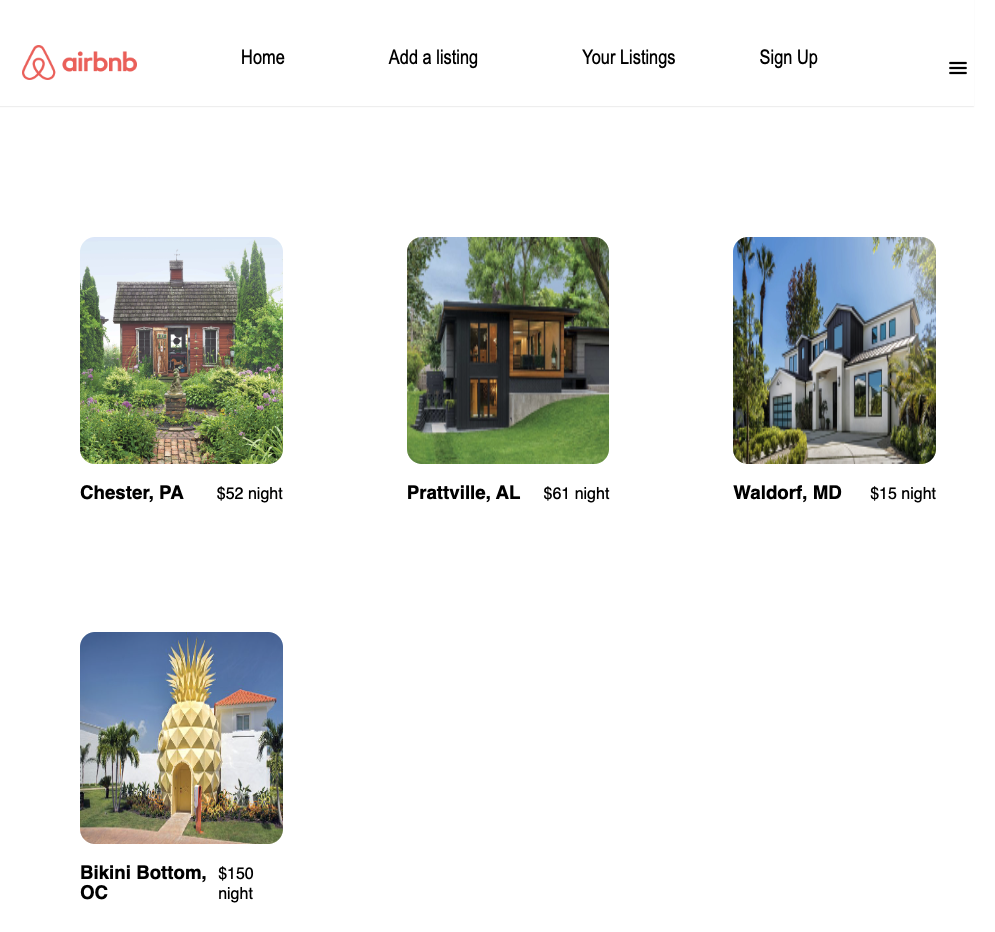 airbnb
Home
Add a listing
Your Listings
Sign Up
Chester, PA
$52 night
Prattville, AL
$61 night
Waldorf, MD
$15 night
Bikini Bottom,
OC
$150
night